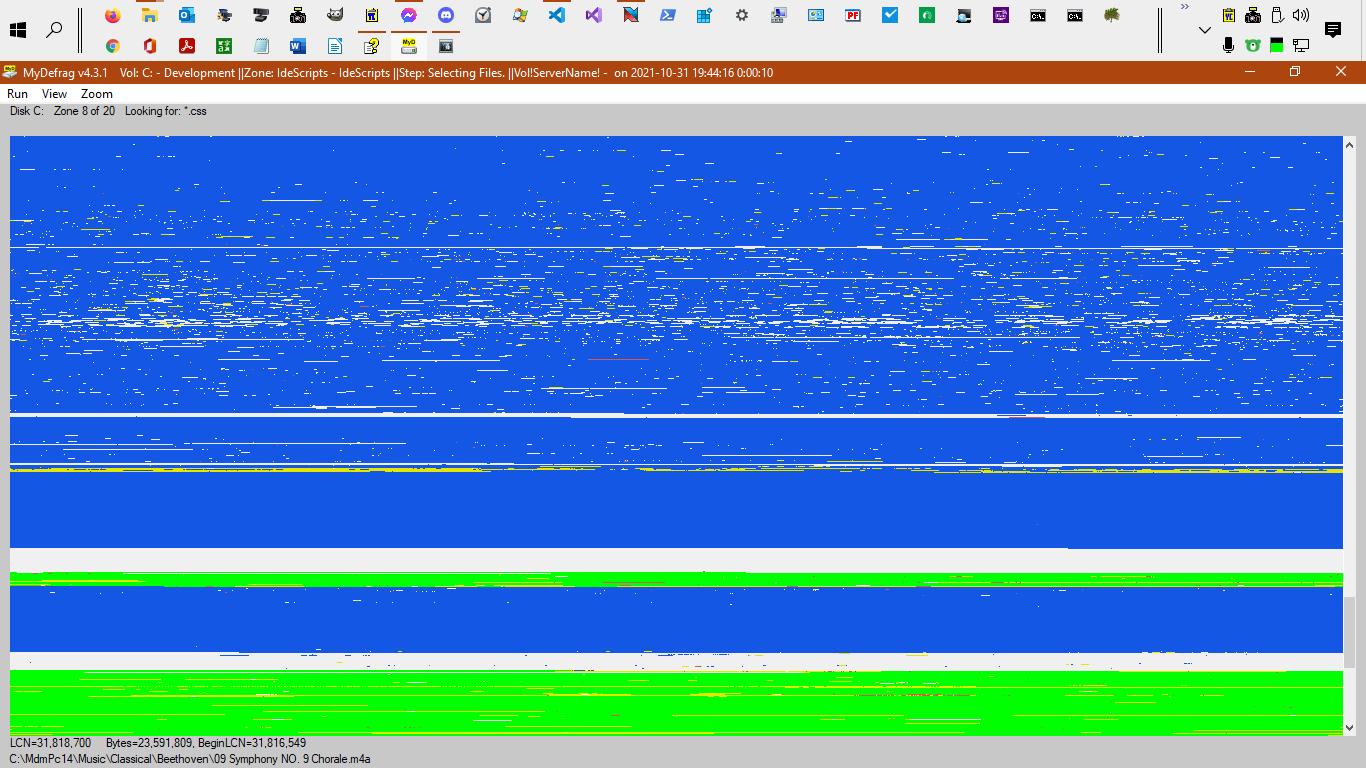 MyDefrag v4.3.1 Vol: C: - Development ||Zone: IdeScripts - IdeScripts ||Step: Selecting Files. ||Vol!ServerName! - on 2021-10-31 19:44:16 0:00:10
Run View Zoom
Disk C: Zone 8 of 20 Looking for: *.css
LCN=31,818,700 Bytes=23,591,809, BeginLCN=31,816,549
C:\MdmPc14\Music\Classical\Beethoven\09 Symphony NO. 9 Chorale.m4a